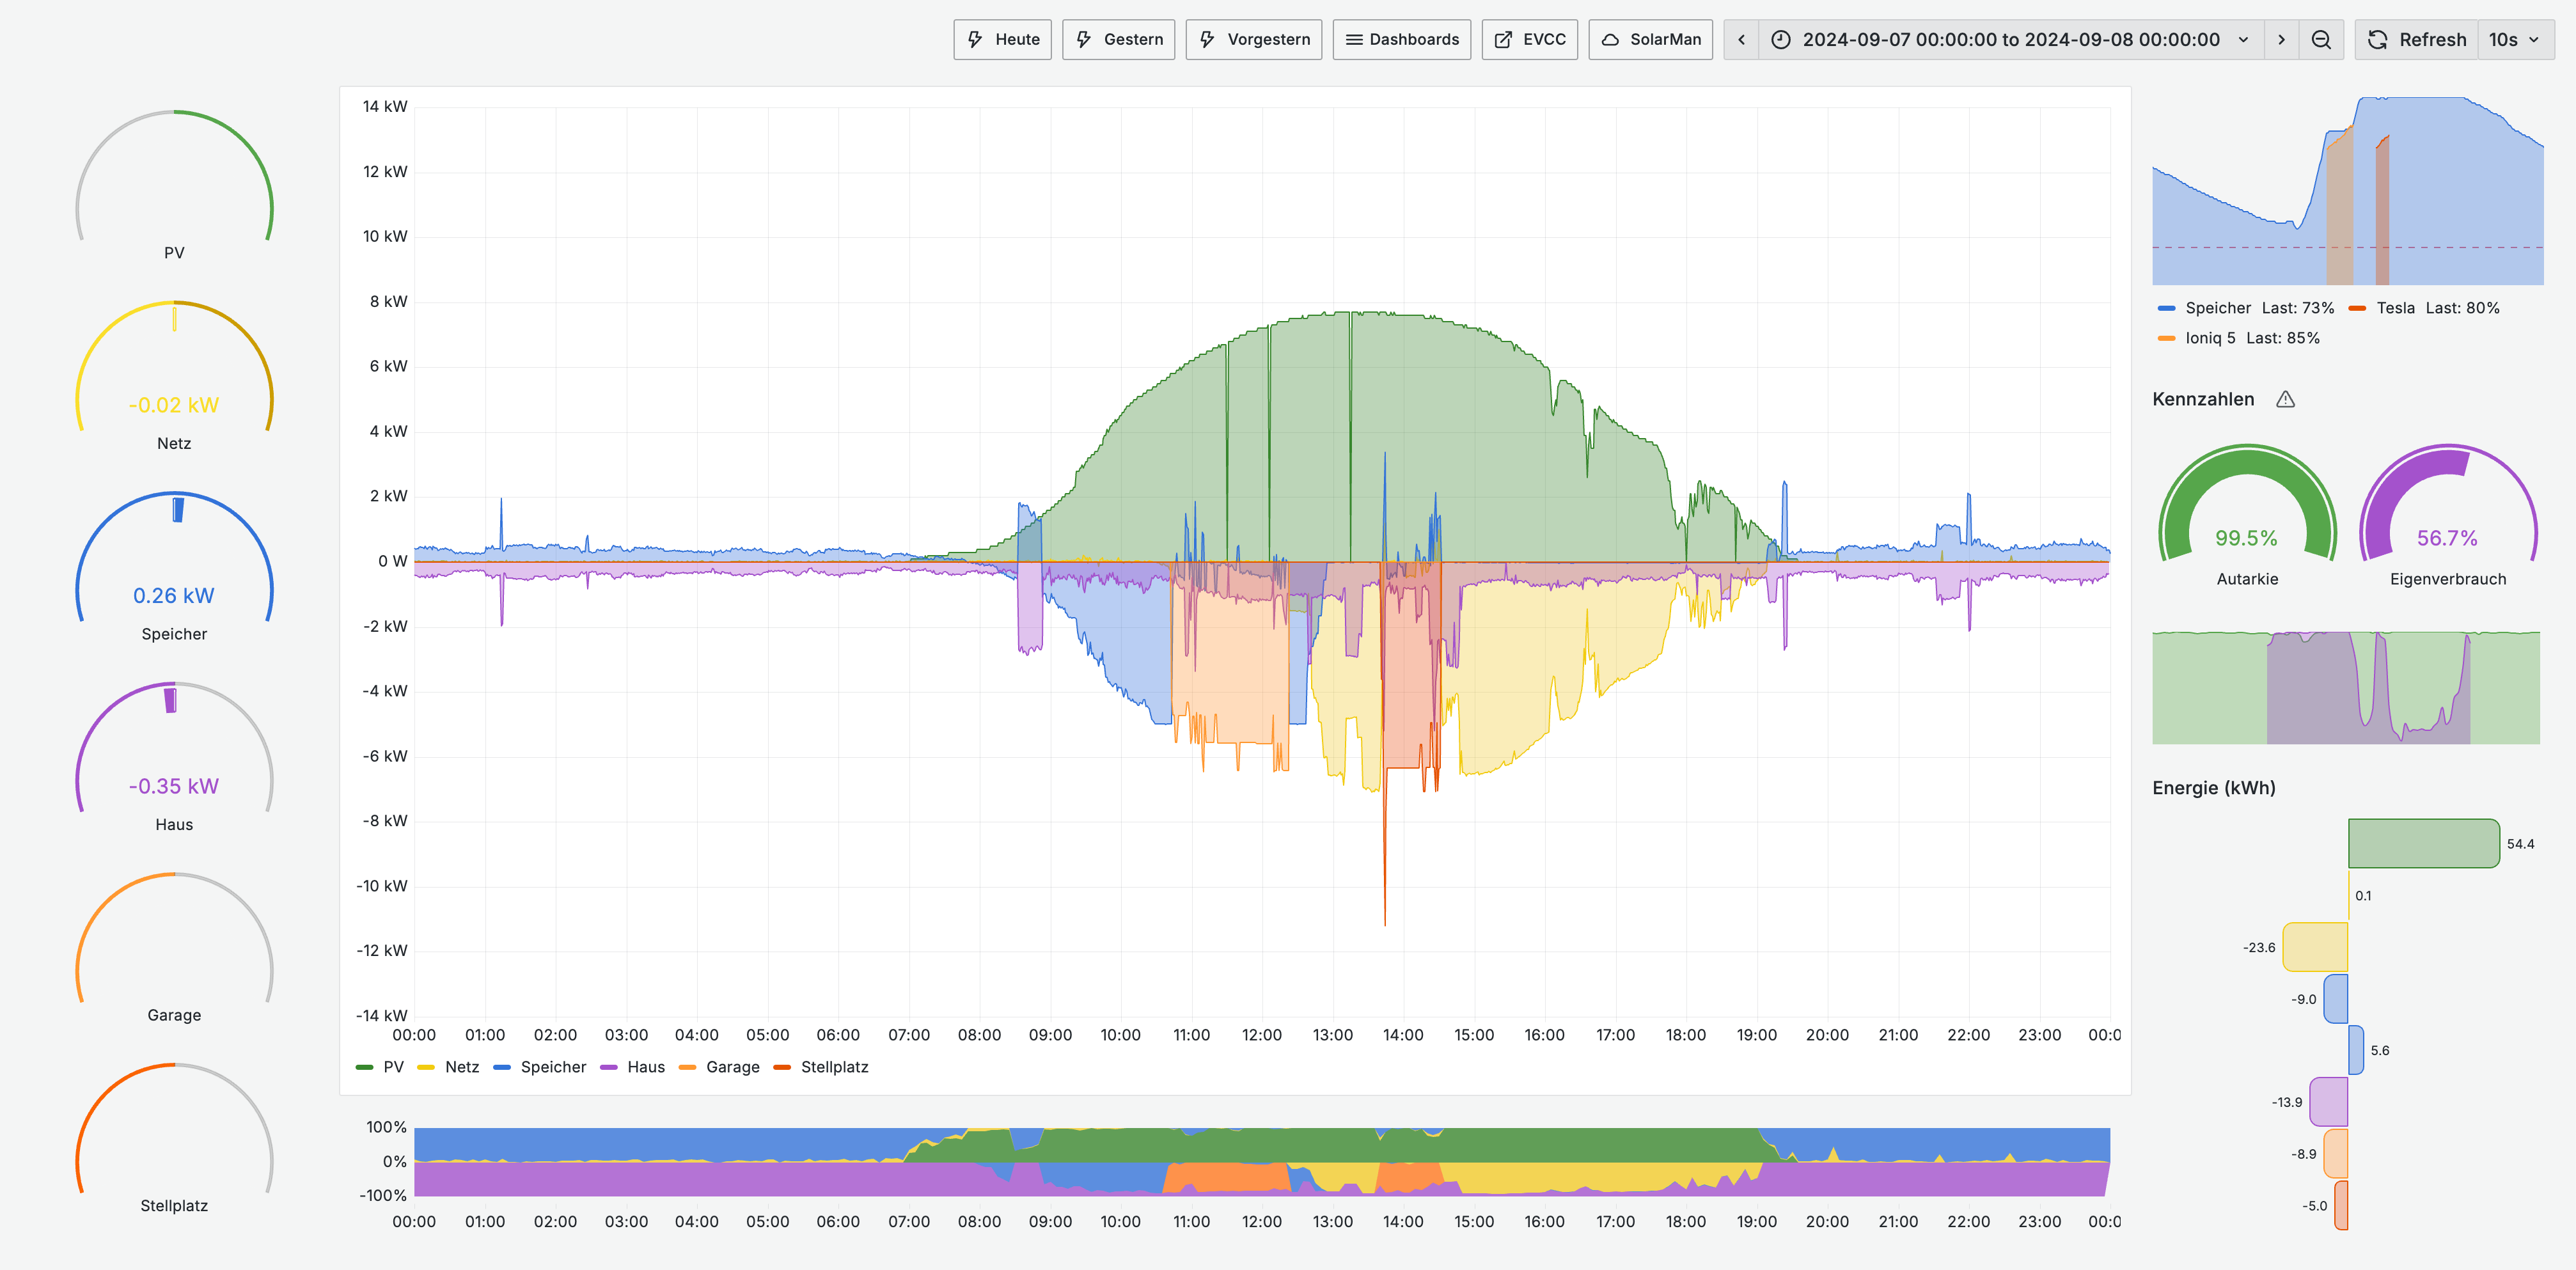 Heute Gestern Vorgestern Dashboards EVCC SolarMan 2024-09-07 00:00:00 to 2024-09-08 00:00:00 Refresh 10s
PV
-0.02 kW
Netz
0.26 kW
Speicher
-0.35 kW
Haus
Garage
Stellplatz
14 kW
12 kW
10 kW
8 kW
6 kW
4 kW
2 kW
0 W
-2 kW
-4 kW
-6 kW
-8 kW
-10 kW
-12 kW
-14 kW
00:00 01:00 02:00 03:00 04:00 05:00 06:00 07:00 08:00 09:00 10:00 11:00 12:00 13:00 14:00 15:00 16:00 17:00 18:00 19:00 20:00 21:00 22:00 23:00 00:0
PV Netz Speicher Haus Garage Stellplatz
100%
0%
-100%
00:00 01:00 02:00 03:00 04:00 05:00 06:00 07:00 08:00 09:00 10:00 11:00 12:00 13:00 14:00 15:00 16:00 17:00 18:00 19:00 20:00 21:00 22:00 23:00 00:0
Speicher Last: 73% Tesla Last: 80%
Ioniq 5 Last: 85%
Kennzahlen
99.5% 56.7%
Autarkie Eigenverbrauch
Energie (kWh)
54.4
0.1
-23.6
-9.0
5.6
-13.9
-8.9
-5.0